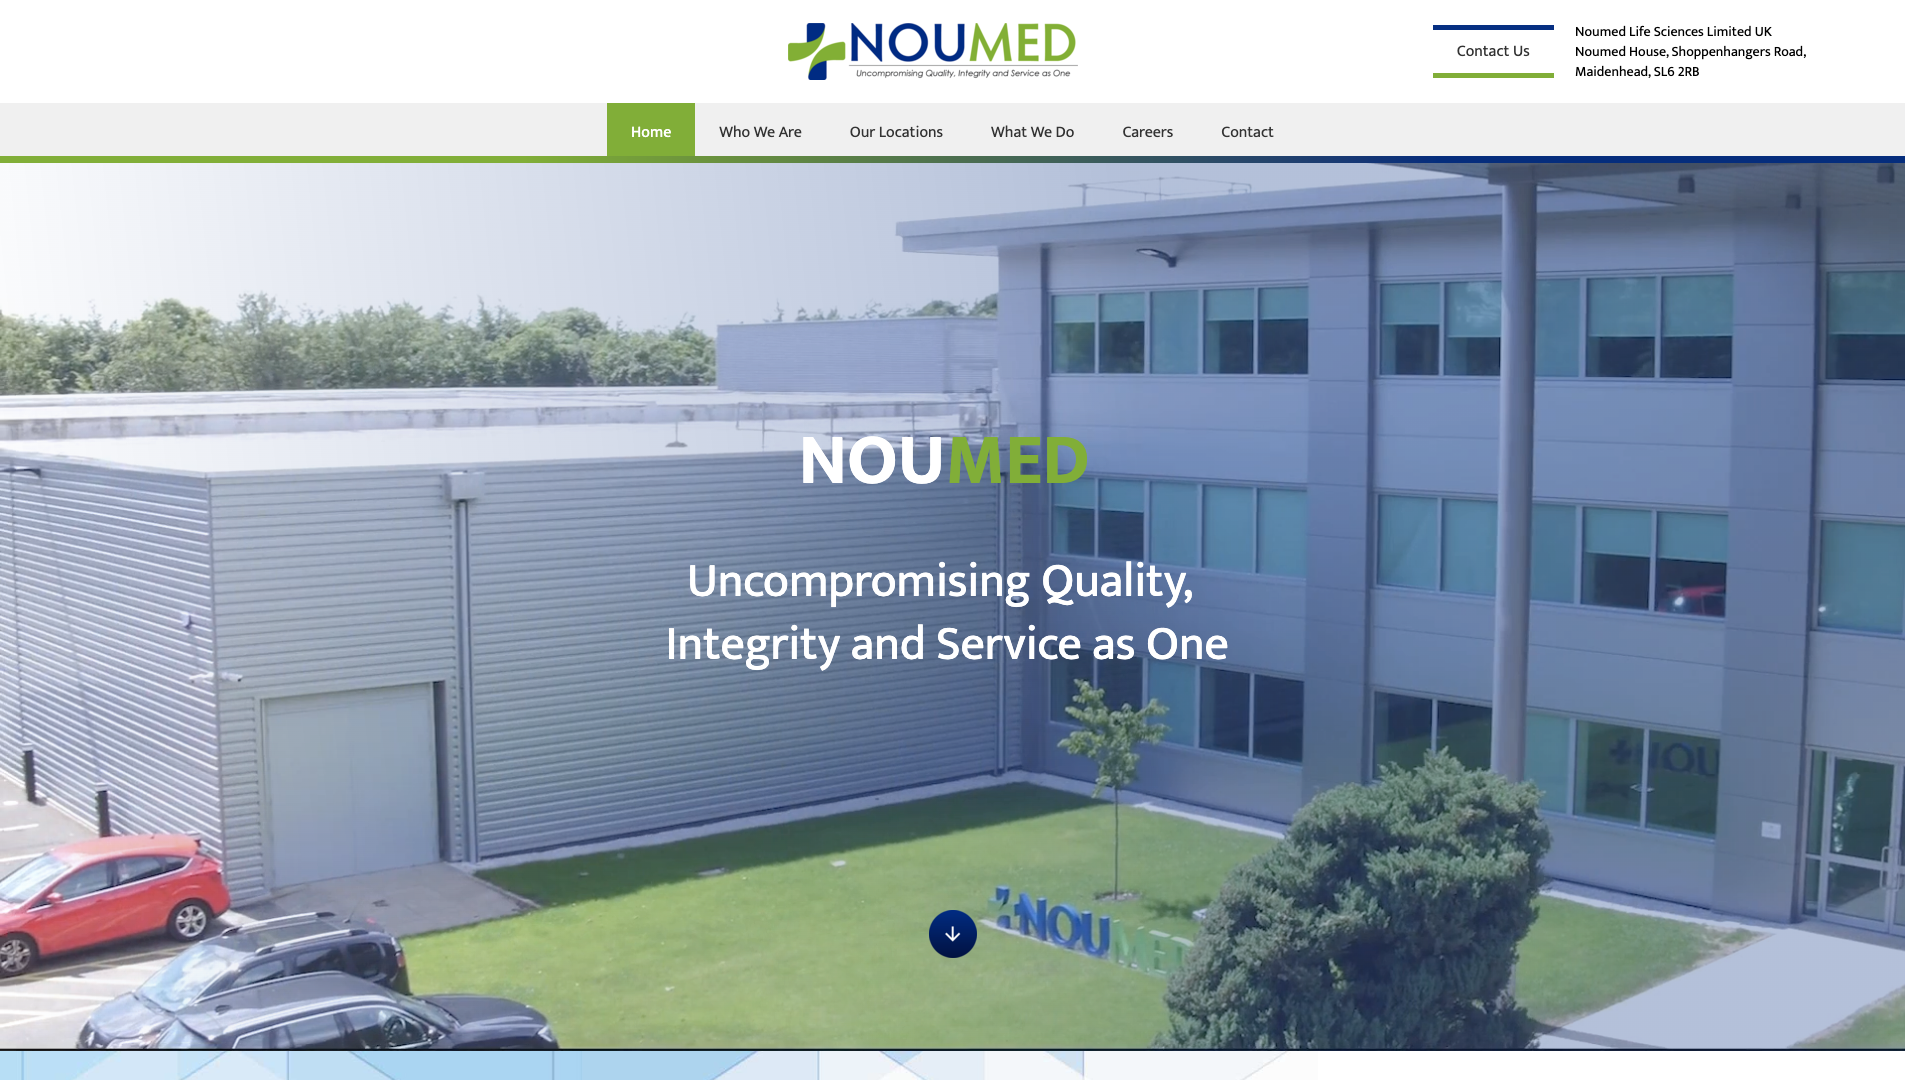 NOUMED
Uncompromising Quality, Integrity and Service as One
Contact Us
Noumed Life Sciences Limited UK
Noumed House, Shoppenhangers Road,
Maidenhead, SL6 2RB
Home
Who We Are
Our Locations
What We Do
Careers
Contact
NOUMED
Uncompromising Quality,
Integrity and Service as One
NOU
NOUMED